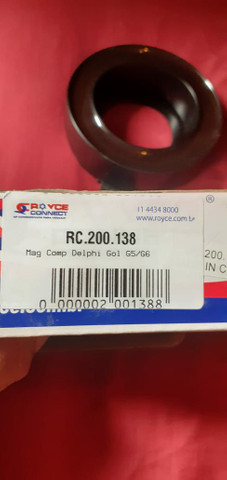 ROYCE
CONNECT
11 4434 8000
www.royce.com.br
RC.200.138
Mag Comp Delphi Gol G5/G6
0 000002 001388
200.
IN C